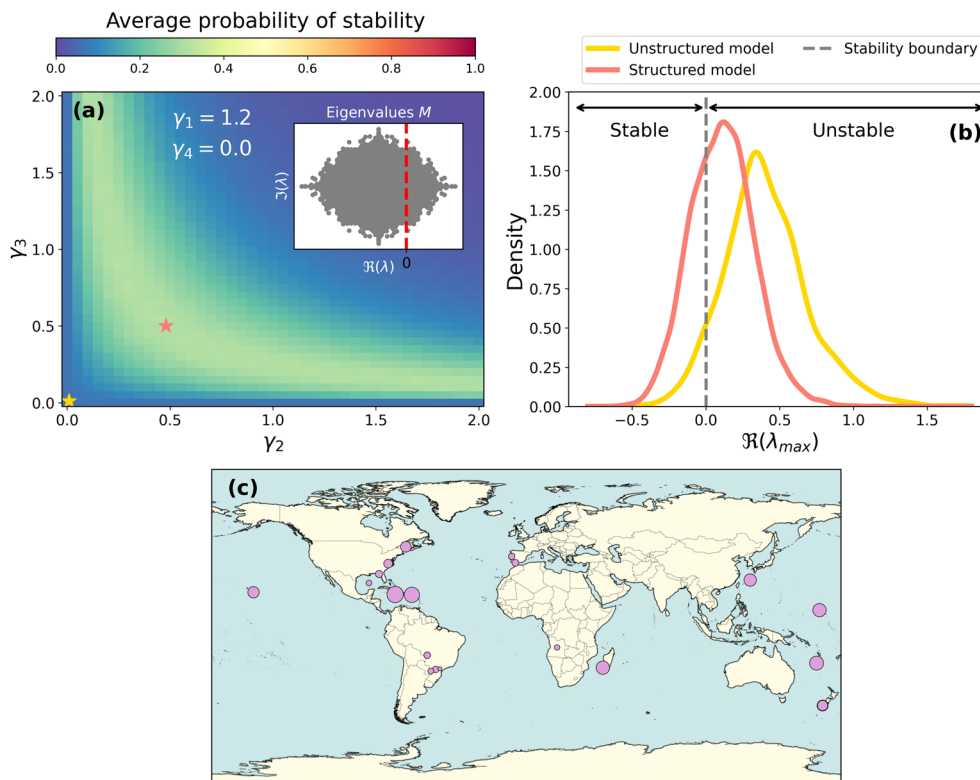 Average probability of stability
0.0 0.2 0.4 0.6 0.8 1.0
(a)
γ1 = 1.2
γ4 = 0.0
Eigenvalues M
ℑ(λ)
ℜ(λ)
0
γ3
2.0
1.5
1.0
0.5
0.0
0.0 0.5 1.0 1.5 2.0
γ2
Unstructured model
Structured model
Stability boundary
(b)
Stable
Unstable
Density
2.00
1.75
1.50
1.25
1.00
0.75
0.50
0.25
0.00
−0.5 0.0 0.5 1.0 1.5
ℜ(λmax)
(c)